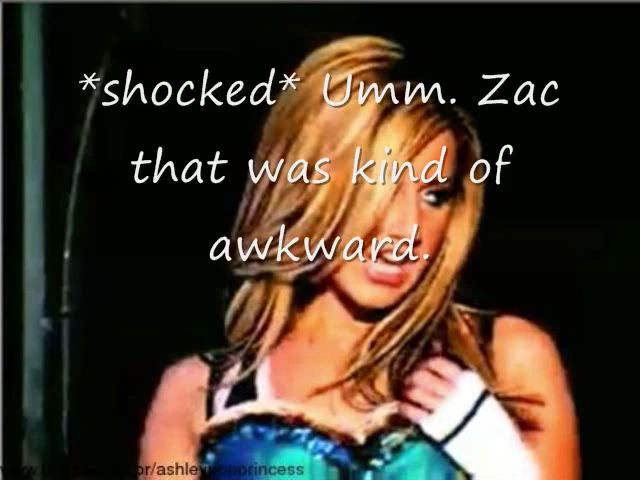 *shocked* Umm. Zac
that was kind of
awkward.